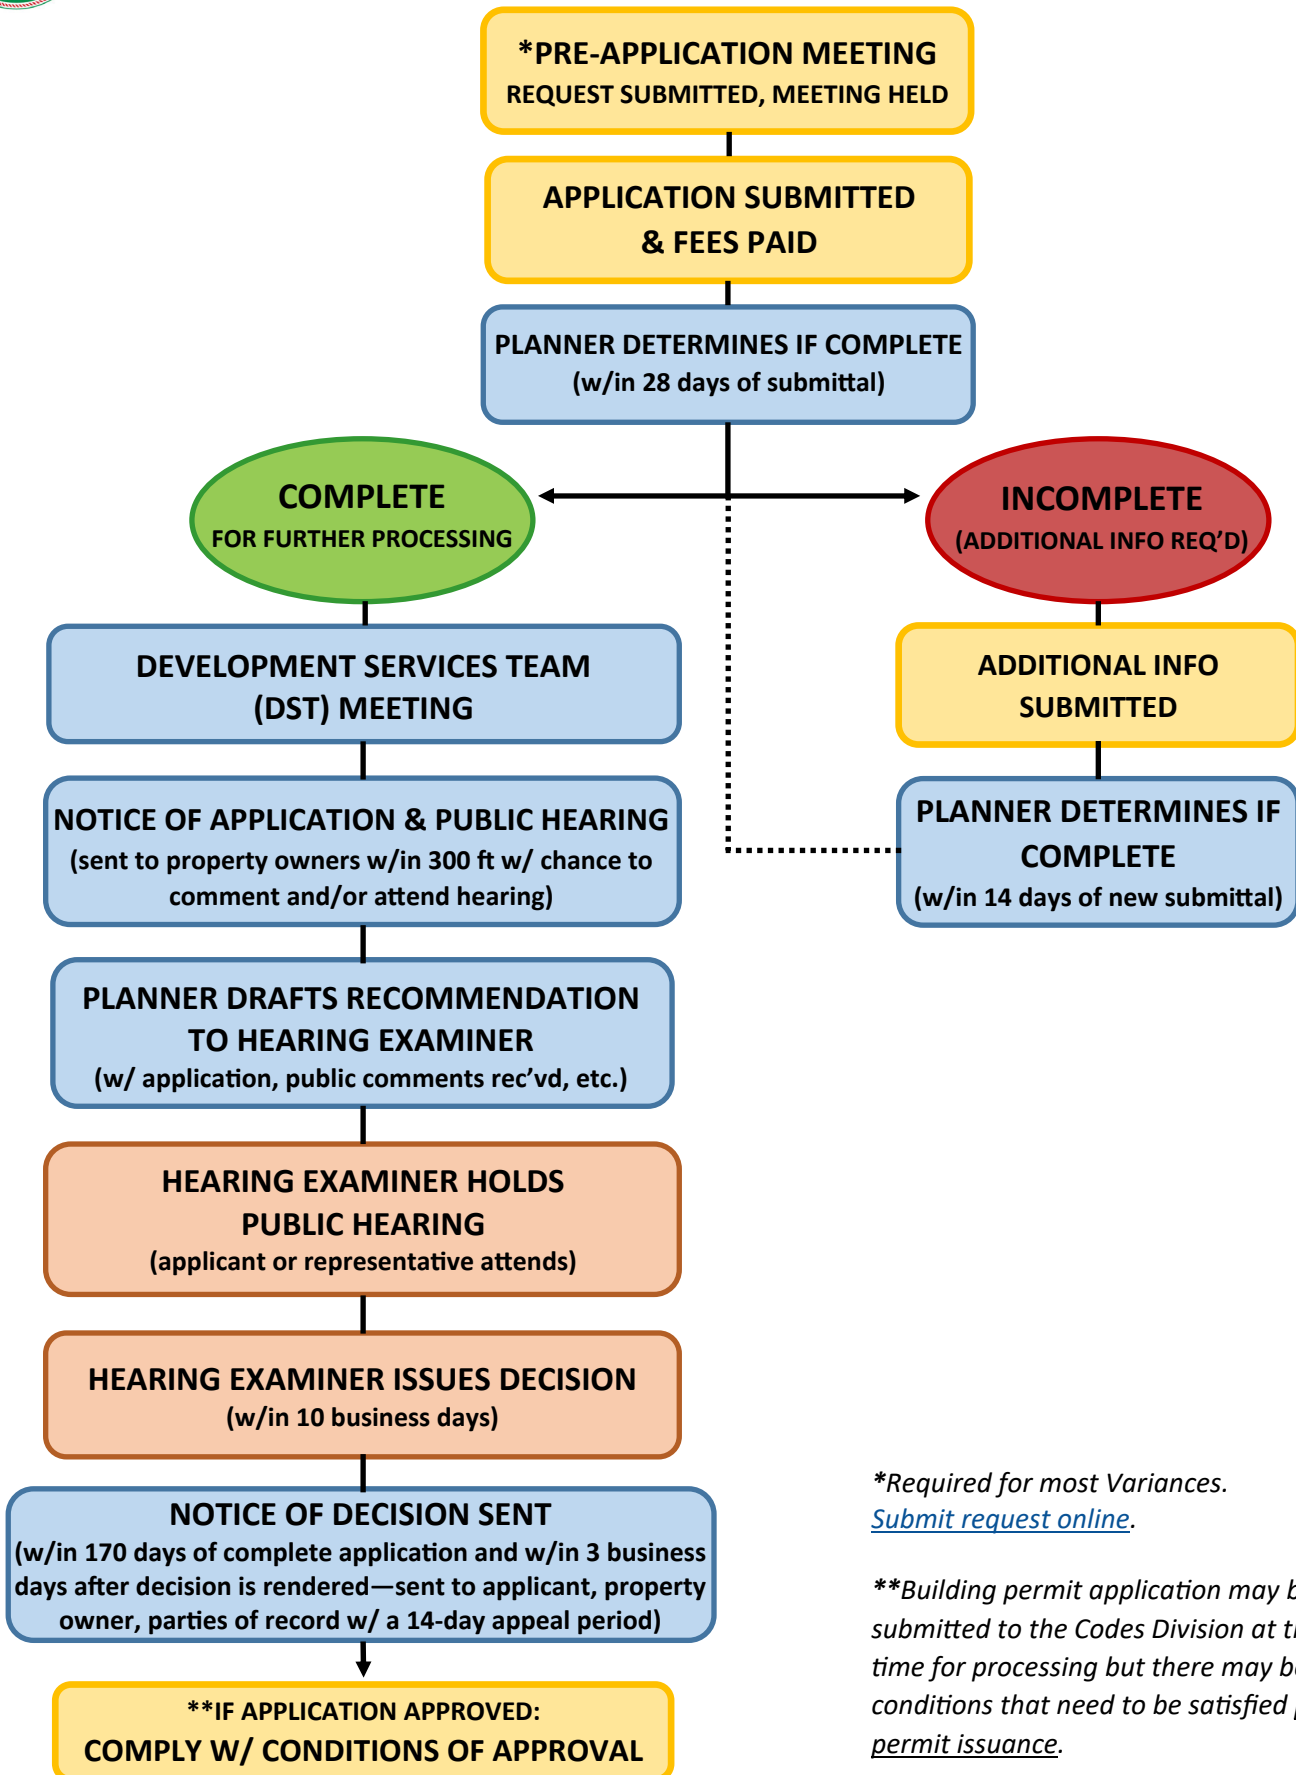 *PRE-APPLICATION MEETING
REQUEST SUBMITTED, MEETING HELD
APPLICATION SUBMITTED
& FEES PAID
PLANNER DETERMINES IF COMPLETE
(w/in 28 days of submittal)
COMPLETE
FOR FURTHER PROCESSING
INCOMPLETE
(ADDITIONAL INFO REQ’D)
DEVELOPMENT SERVICES TEAM
(DST) MEETING
ADDITIONAL INFO
SUBMITTED
NOTICE OF APPLICATION & PUBLIC HEARING
(sent to property owners w/in 300 ft w/ chance to
comment and/or attend hearing)
PLANNER DETERMINES IF
COMPLETE
(w/in 14 days of new submittal)
PLANNER DRAFTS RECOMMENDATION
TO HEARING EXAMINER
(w/ application, public comments rec’vd, etc.)
HEARING EXAMINER HOLDS
PUBLIC HEARING
(applicant or representative attends)
HEARING EXAMINER ISSUES DECISION
(w/in 10 business days)
NOTICE OF DECISION SENT
(w/in 170 days of complete application and w/in 3 business
days after decision is rendered—sent to applicant, property
owner, parties of record w/ a 14-day appeal period)
**IF APPLICATION APPROVED:
COMPLY W/ CONDITIONS OF APPROVAL
*Required for most Variances.
Submit request online.
**Building permit application may
submitted to the Codes Division at
time for processing but there may
conditions that need to be satisfied
permit issuance.